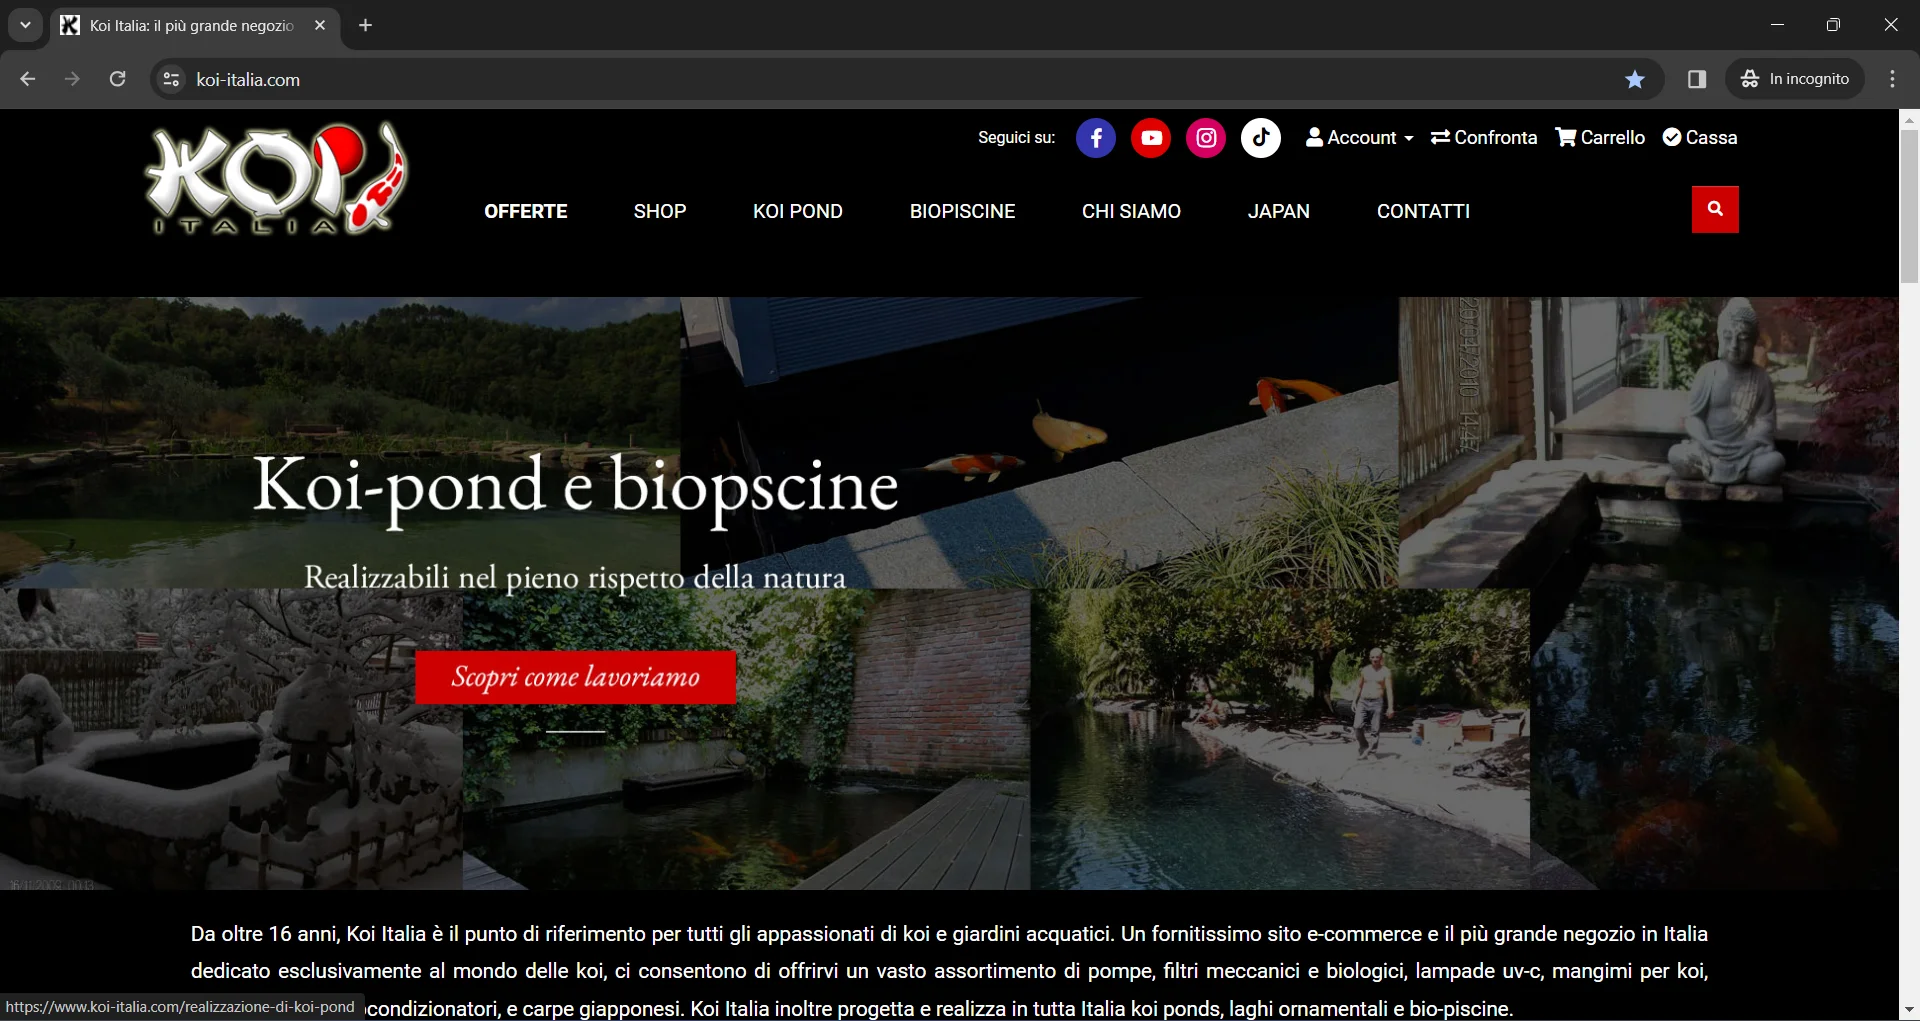 Koi Italia: il più grande negozio
koi-italia.com
In incognito
KOI
ITALIA
Seguici su:
Account
Confronta
Carrello
Cassa
OFFERTE
SHOP
KOI POND
BIOPISCINE
CHI SIAMO
JAPAN
CONTATTI
20/04/2010 14:47
Koi-pond e biopscine
Realizzabili nel pieno rispetto della natura
Scopri come lavoriamo
Da oltre 16 anni, Koi Italia è il punto di riferimento per tutti gli appassionati di koi e giardini acquatici. Un fornitissimo sito e-commerce e il più grande negozio in Italia
dedicato esclusivamente al mondo delle koi, ci consentono di offrirvi un vasto assortimento di pompe, filtri meccanici e biologici, lampade uv-c, mangimi per koi,
condizionatori, e carpe giapponesi. Koi Italia inoltre progetta e realizza in tutta Italia koi ponds, laghi ornamentali e bio-piscine.
https://www.koi-italia.com/realizzazione-di-koi-pond